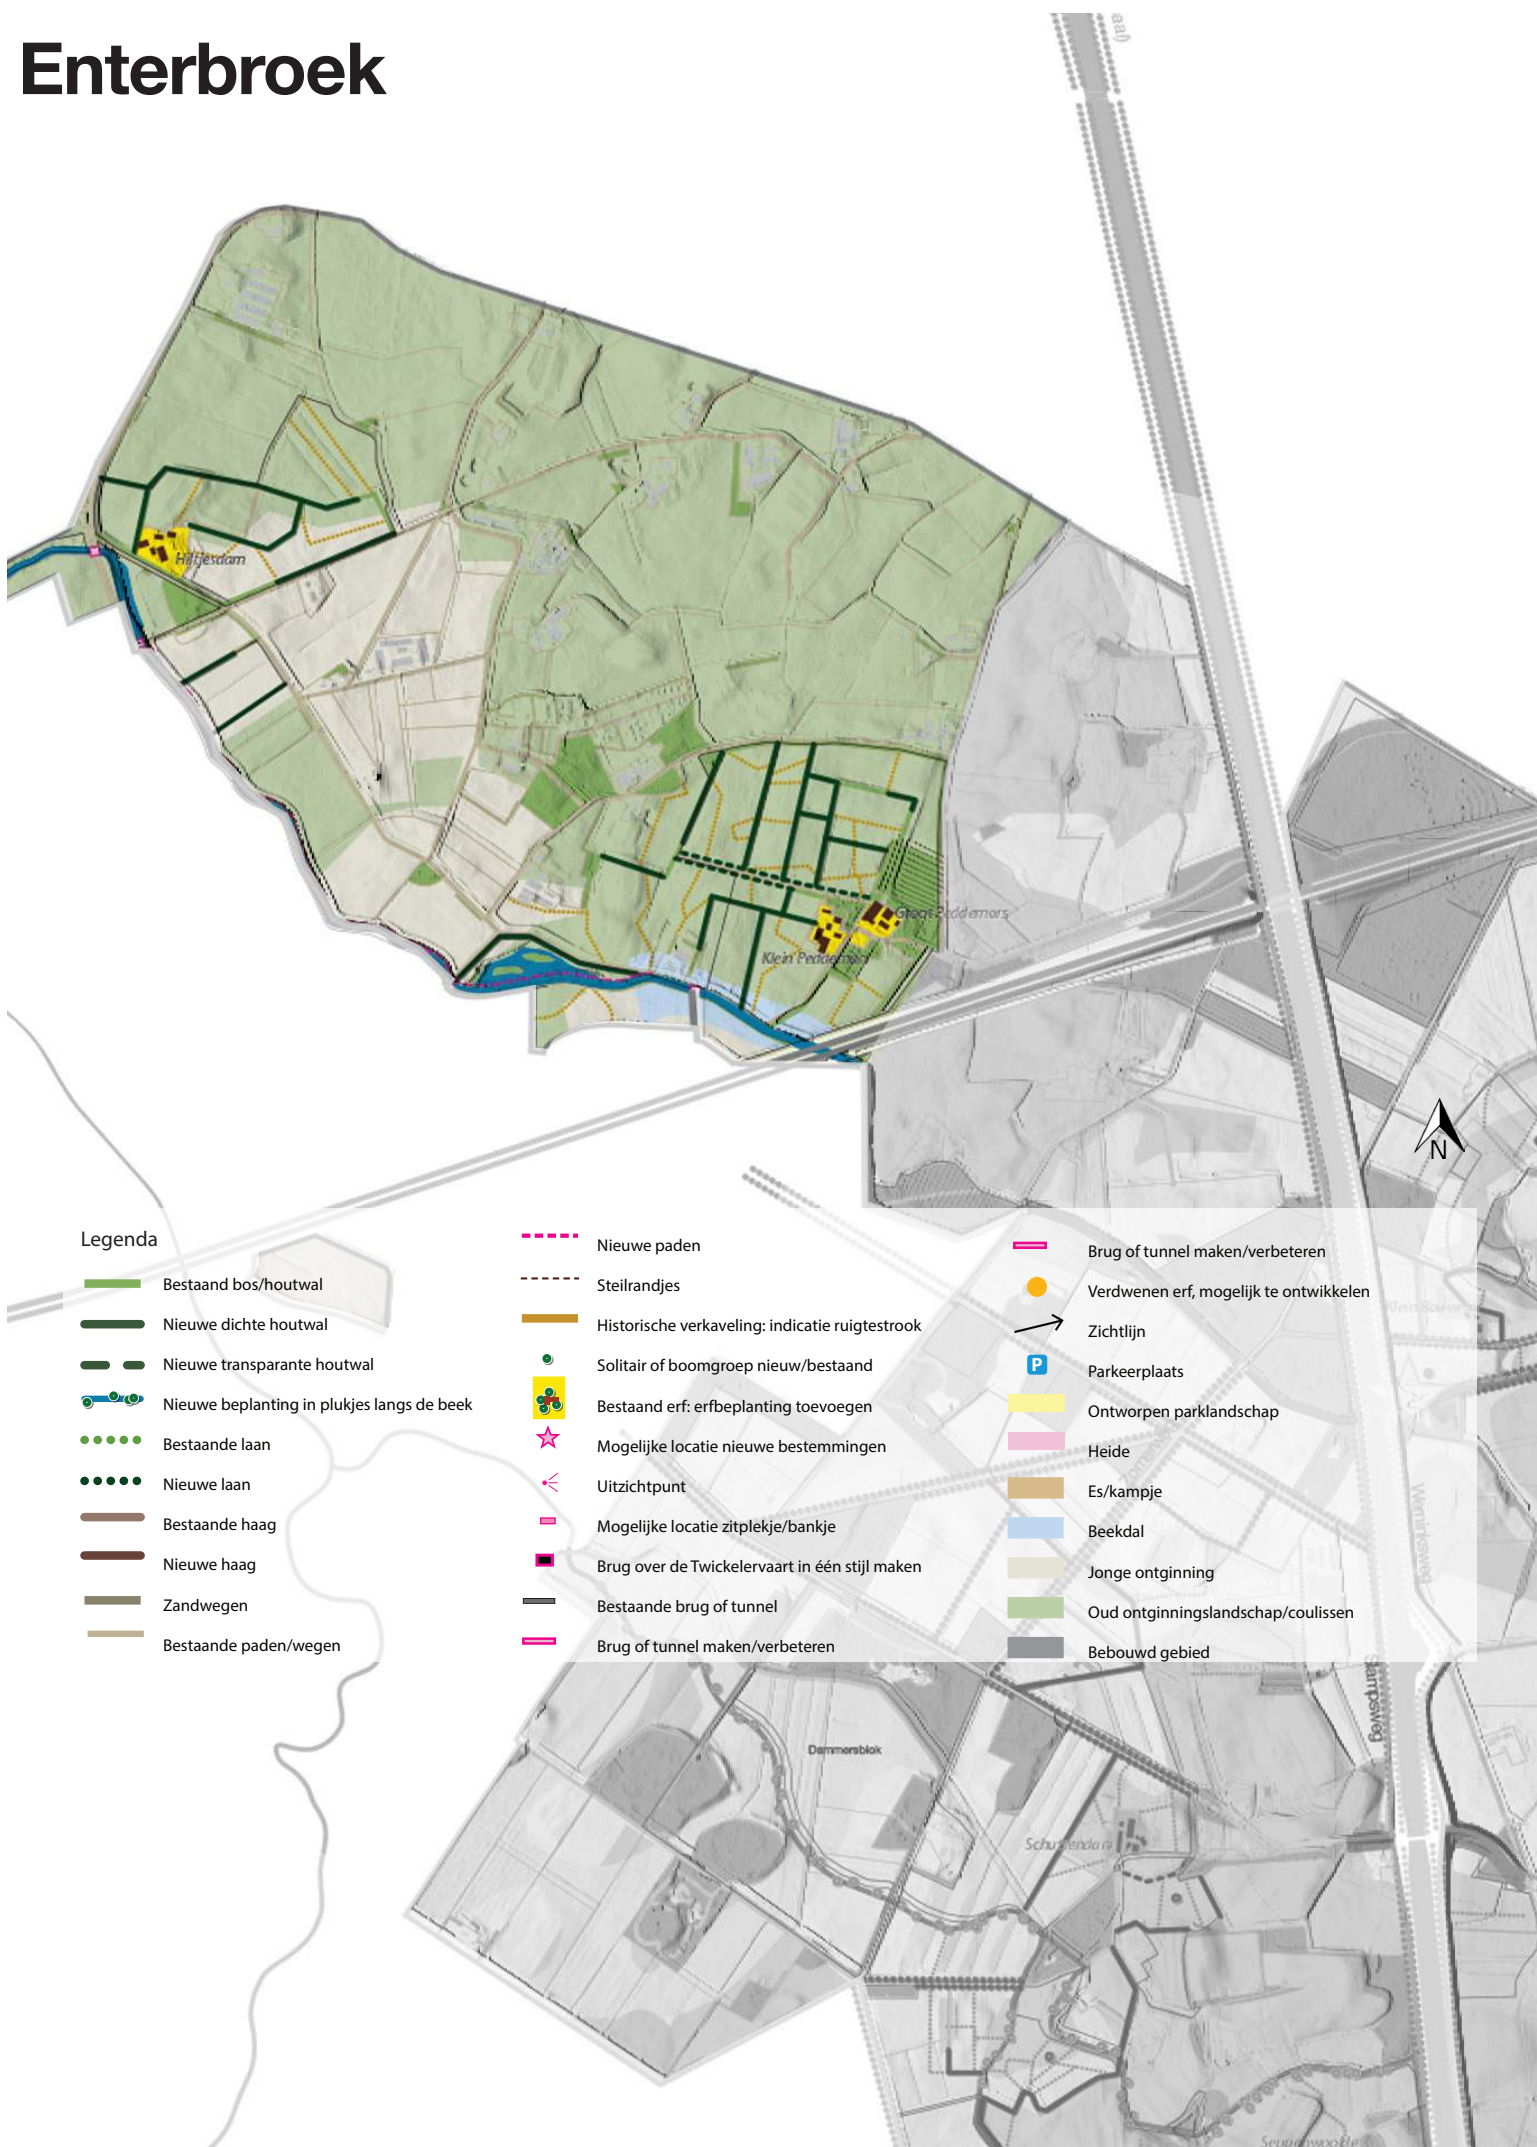 Enterbroek
aal)
Hiltjesdam
Groot Peddemors
Klein Peddemors
N
Legenda
Bestaand bos/houtwal
Nieuwe dichte houtwal
Nieuwe transparante houtwal
Nieuwe beplanting in plukjes langs de beek
Bestaande laan
Nieuwe laan
Bestaande haag
Nieuwe haag
Zandwegen
Bestaande paden/wegen
Nieuwe paden
Steilrandjes
Historische verkaveling: indicatie ruigtestrook
Solitair of boomgroep nieuw/bestaand
Bestaand erf: erfbeplanting toevoegen
Mogelijke locatie nieuwe bestemmingen
Uitzichtpunt
Mogelijke locatie zitplekje/bankje
Brug over de Twickelervaart in één stijl maken
Bestaande brug of tunnel
Brug of tunnel maken/verbeteren
Brug of tunnel maken/verbeteren
Verdwenen erf, mogelijk te ontwikkelen
Zichtlijn
P
Parkeerplaats
Ontworpen parklandschap
Heide
Es/kampje
Beekdal
Jonge ontginning
Oud ontginningslandschap/coulissen
Bebouwd gebied
Slampsweg
Dammersblok